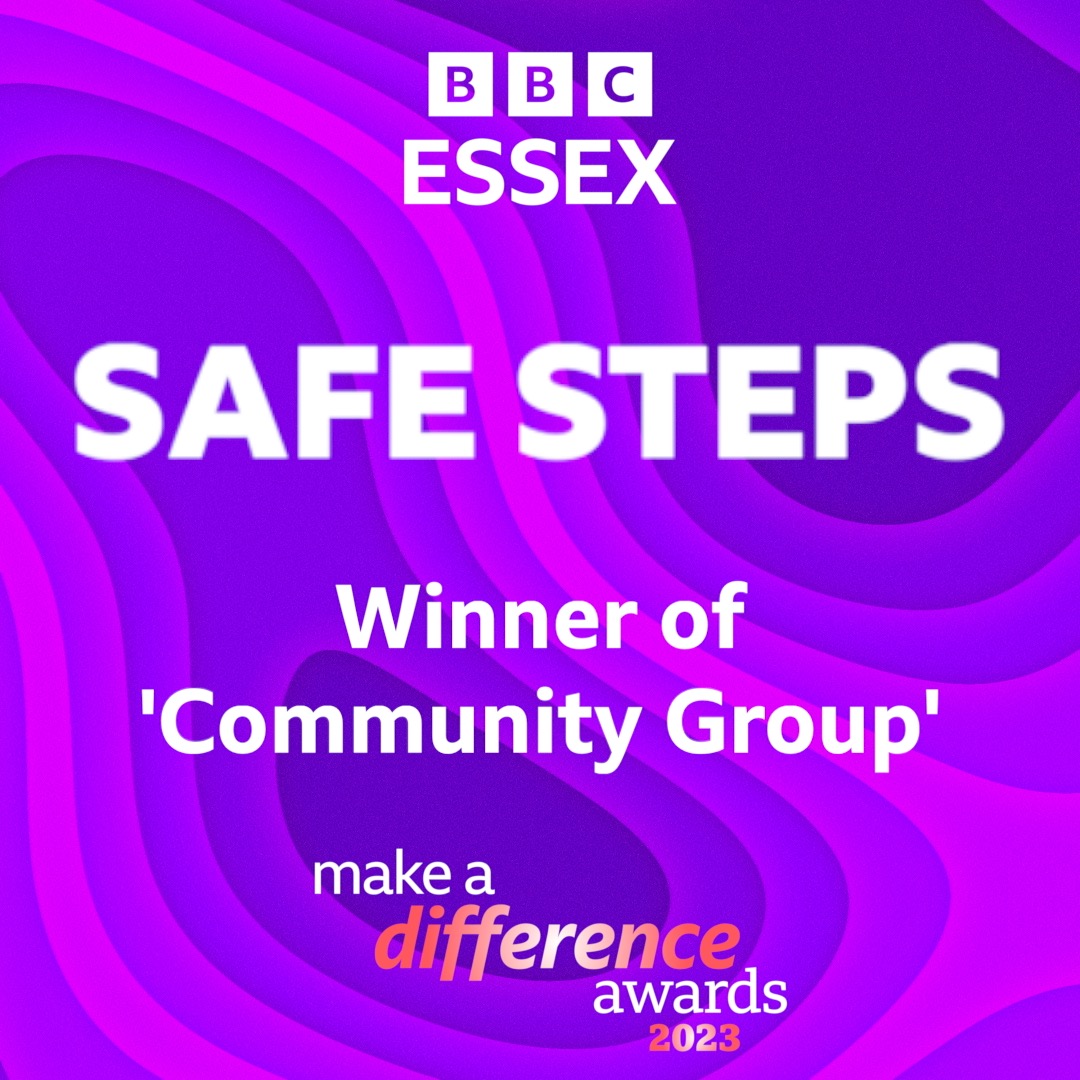 BBC
ESSEX
SAFE STEPS
Winner of
'Community Group'
make a
difference
awards
2023